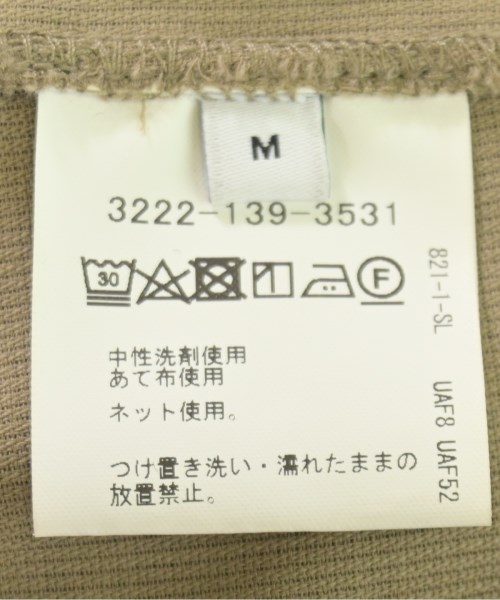 M
3222-139-3531
30
F
中性洗剤使用
あて布使用
ネット使用。
つけ置き洗い・濡れたままの
放置禁止。
821-1-SL UAF8 UAF52